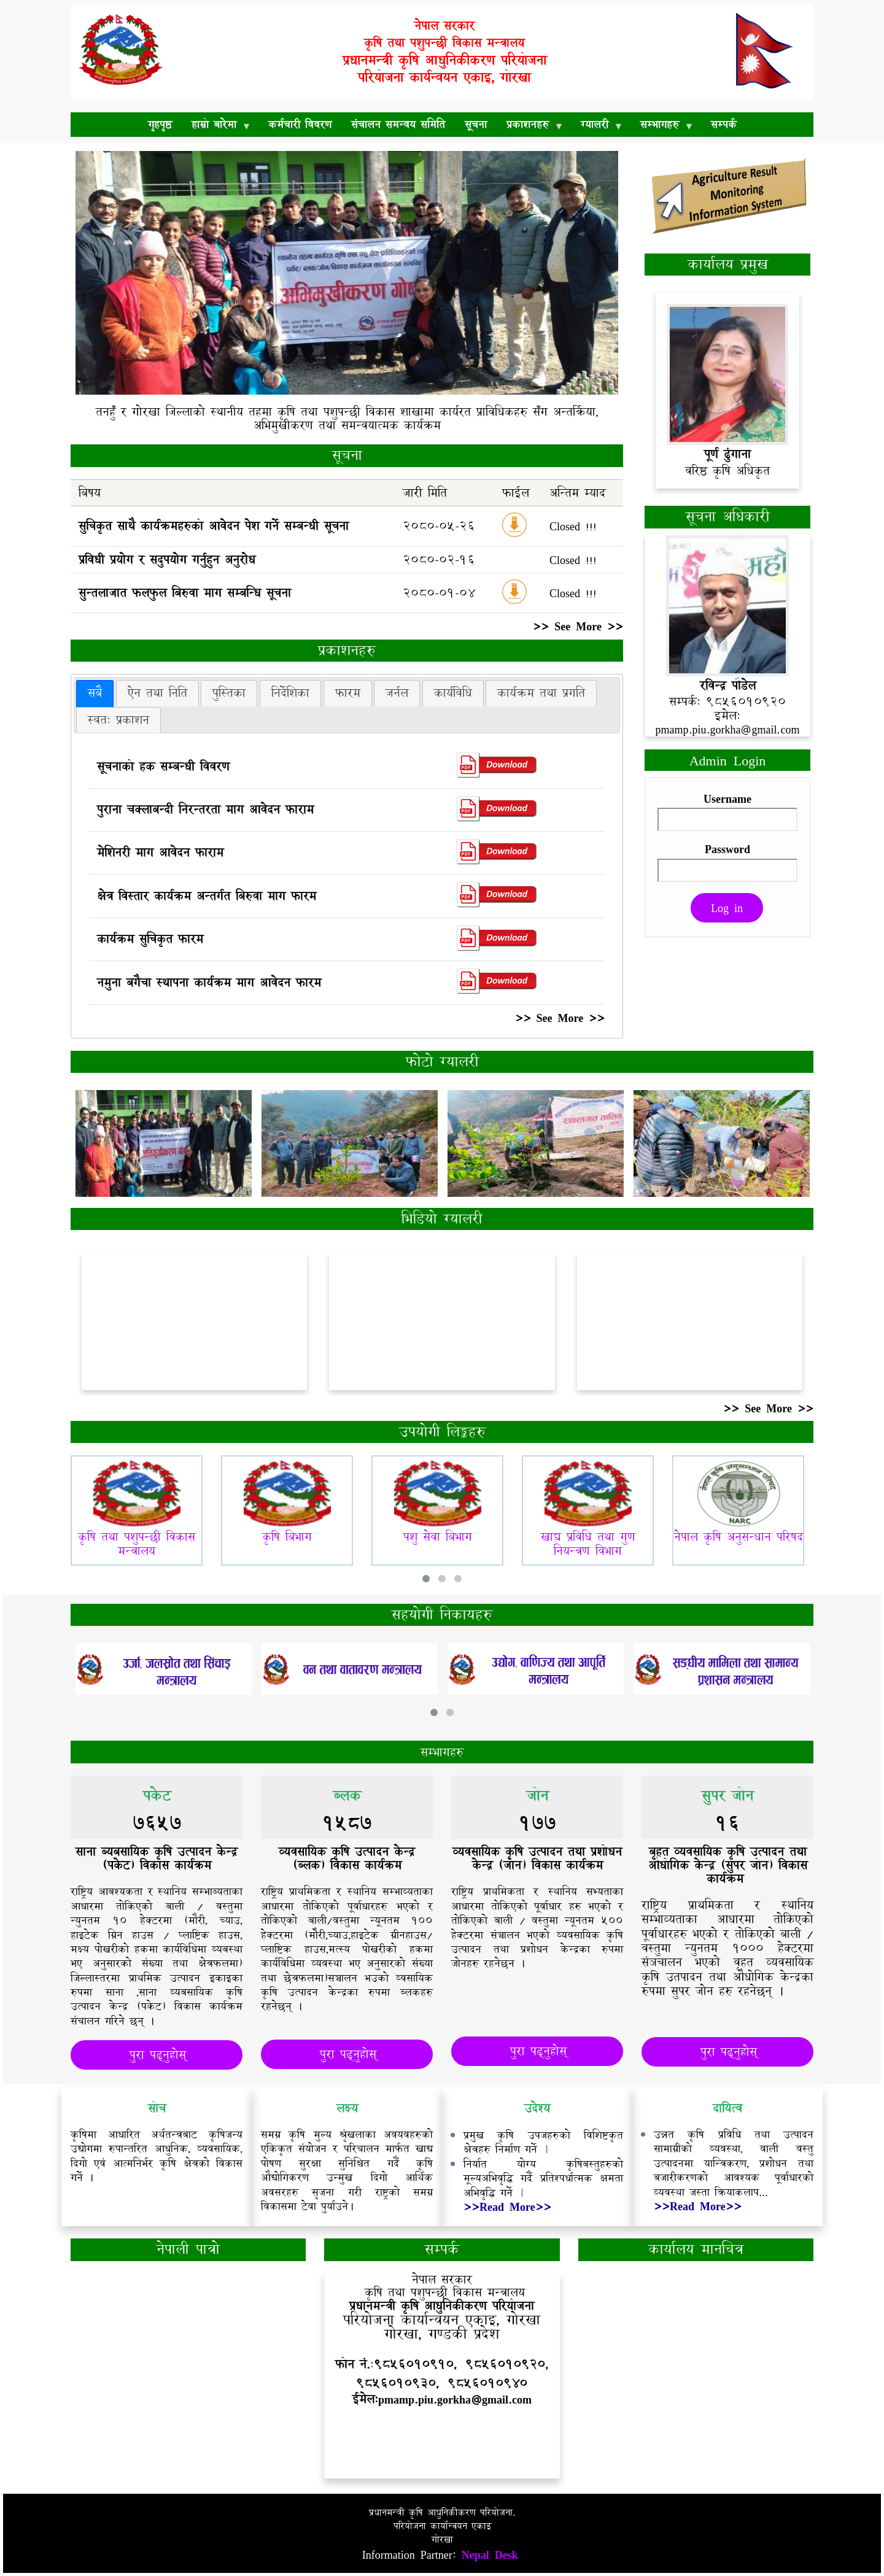 नेपाल सरकार
कृषि तथा पशुपन्छी विकास मन्त्रालय
प्रधानमन्त्री कृषि आधुनिकीकरण परियोजना
परियोजना कार्यन्वयन एकाइ, गोरखा
गृहपृष्ठ हाम्रो बारेमा ▼ कर्मचारी विवरण संचालन समन्वय समिति सूचना प्रकाशनहरु ▼ ग्यालरी ▼ सम्भागहरु ▼ सम्पर्क
Agriculture Result
Monitoring
Information System
अभिमुखीकरण
तनहुँ र गोरखा जिल्लाको स्थानीय तहमा कृषि तथा पशुपन्छी विकास शाखामा कार्यरत प्राविधिकहरु सँग अन्तर्क्रिया,
अभिमुखीकरण तथा समन्वयात्मक कार्यक्रम
कार्यालय प्रमुख
पूर्ण ढुंगाना
वरिष्ठ कृषि अधिकृत
सूचना
बिषय जारी मिति फाईल अन्तिम म्याद
सुचिकृत साथै कार्यक्रमहरुको आवेदन पेश गर्ने सम्बन्धी सूचना २०८०-०५-२६ Closed !!!
प्रविधी प्रयोग र सदुपयोग गर्नुहुन अनुरोध २०८०-०२-१६ Closed !!!
सुन्तलाजात फलफुल बिरुवा माग सम्बन्धि सूचना २०८०-०१-०४ Closed !!!
>> See More >>
सूचना अधिकारी
रविन्द्र पौडेल
सम्पर्कः ९८५६०१०९२०
इमेलः
pmamp.piu.gorkha@gmail.com
प्रकाशनहरु
सबै ऐन तथा निति पुस्तिका निर्देशिका फारम जर्नल कार्यविधि कार्यक्रम तथा प्रगति
स्वतः प्रकाशन
सूचनाको हक सम्बन्धी विवरण PDF Download
पुराना चक्लाबन्दी निरन्तरता माग आवेदन फाराम PDF Download
मेशिनरी माग आवेदन फाराम PDF Download
क्षेत्र विस्तार कार्यक्रम अन्तर्गत बिरुवा माग फारम PDF Download
कार्यक्रम सुचिकृत फारम PDF Download
नमुना बगैचा स्थापना कार्यक्रम माग आवेदन फारम PDF Download
>> See More >>
Admin Login
Username
Password
Log in
फोटो ग्यालरी
भिडियो ग्यालरी
>> See More >>
उपयोगी लिङ्कहरु
कृषि तथा पशुपन्छी विकास
मन्त्रालय
कृषि बिभाग
पशु सेवा बिभाग
खाद्य प्रविधि तथा गुण
नियन्त्रण विभाग
NARC
नेपाल कृषि अनुसन्धान परिषद
सहयोगी निकायहरु
उर्जा, जलस्रोत तथा सिंचाइ
मन्त्रालय
वन तथा वातावरण मन्त्रालय
उद्योग, वाणिज्य तथा आपूर्ति
मन्त्रालय
सङ्घीय मामिला तथा सामान्य
प्रशासन मन्त्रालय
सम्भागहरु
पकेट
७६५७
साना ब्यबसायिक कृषि उत्पादन केन्द्र
(पकेट) विकास कार्यक्रम
राष्ट्रिय आवश्यकता र स्थानिय सम्भाव्यताका
आधारमा तोकिएको बाली / वस्तुमा
न्युनतम १० हेक्टरमा (मौरी, च्याउ,
हाइटेक ग्रिन हाउस / प्लाष्टिक हाउस,
मक्ष्य पोखरीको हकमा कार्यविधिमा व्यवस्था
भए अनुसारको संख्या तथा क्षेत्रफलमा)
जिल्लास्तरमा प्राथमिक उत्पादन इकाइका
रुपमा साना ,साना व्यवसायिक कृषि
उत्पादन केन्द्र (पकेट) विकास कार्यक्रम
संचालन गरिने छन् ।
पुरा पढ्नुहोस्
ब्लक
१५८७
व्यवसायिक कृषि उत्पादन केन्द्र
(ब्लक) विकास कार्यक्रम
राष्ट्रिय प्राथमिकता र स्थानिय सम्भाव्यताका
आधारमा तोकिएको पूर्वाधारहरु भएको र
तोकिएको बाली/वस्तुमा न्यूनतम १००
हेक्टरमा (मौरी,च्याउ,हाइटेक ग्रीनहाउस/
प्लाष्टिक हाउस,मत्स्य पोखरीको हकमा
कार्यविधिमा व्यवस्था भए अनुसारको संख्या
तथा छेत्रफलमा)सञ्चालन भउको व्वसायिक
कृषि उत्पादन केन्द्रका रुपमा ब्लकहरु
रहनेछन् ।
पुरा पढ्नुहोस्
जोन
१७७
व्यवसायिक कृषि उत्पादन तथा प्रशोधन
केन्द्र (जोन) विकास कार्यक्रम
राष्ट्रिय प्राथमिकता र स्थानिय सभ्यताका
आधारमा तोकिएको पूर्वाधार हरु भएको र
तोकिएको बाली / वस्तुमा न्यूनतम ५००
हेक्टरमा संञालन भएको व्यवसायिक कृषि
उत्पादन तथा प्रशोधन केन्द्रका रुपमा
जोनहरु रहनेछन ।
पुरा पढ्नुहोस्
सुपर जोन
१६
बृहत व्यवसायिक कृषि उत्पादन तथा
औधोगिक केन्द्र (सुपर जोन) विकास
कार्यक्रम
राष्ट्रिय प्राथमिकता र स्थानिय
सम्भाव्यताका आधारमा तोकिएको
पूर्वाधारहरु भएको र तोकिएको बाली /
वस्तुमा न्युनतम १००० हेक्टरमा
संञचालन भएको वृहत व्यवसायिक
कृषि उतपादन तथा औधोगिक केन्द्रका
रुपमा सुपर जोन हरु रहनेछन् ।
पुरा पढ्नुहोस्
सोच
कृषिमा आधारित अर्थतन्त्रबाट कृषिजन्य
उद्योगमा रुपान्तरित आधुनिक, व्यवसायिक,
दिगो एवं आत्मनिर्भर कृषि क्षेत्रको विकास
गर्ने ।
लक्ष्य
समग्र कृषि मुल्य श्रृंखलाका अवयवहरुको
एकिकृत संयोजन र परिचालन मार्फत खाद्य
पोषण सुरक्षा सुनिश्चित गर्दै कृषि
औद्योगिकरण उन्मुख दिगो आर्थिक
अवसरहरु सृजना गरी राष्ट्रको समग्र
विकासमा टेवा पुर्याउने।
उदेश्य
प्रमुख कृषि उपजहरुको विशिष्टकृत
क्षेत्रहरु निर्माण गर्ने |
निर्यात योग्य कृषिबस्तुहरुको
मूल्यअभिवृद्धि गर्दै प्रतिस्पर्धात्मक क्षमता
अभिवृद्धि गर्ने |
>>Read More>>
दायित्व
उन्नत कृषि प्रविधि तथा उत्पादन
सामाग्रीको व्यवस्था, वाली वस्तु
उत्पादनमा यान्त्रिकरण, प्रशोधन तथा
बजारीकरणको आवश्यक पूर्वाधारको
व्यवस्था जस्ता क्रियाकलाप...
>>Read More>>
नेपाली पात्रो
सम्पर्क
कार्यालय मानचित्र
नेपाल सरकार
कृषि तथा पशुपन्छी विकास मन्त्रालय
प्रधानमन्त्री कृषि आधुनिकीकरण परियोजना
परियोजना कार्यान्वयन एकाइ, गोरखा
गोरखा, गण्डकी प्रदेश
फोन नं.:९८५६०१०९१०, ९८५६०१०९२०,
९८५६०१०९३०, ९८५६०१०९४०
ईमेलः pmamp.piu.gorkha@gmail.com
प्रधानमन्त्री कृषि आधुनिकीकरण परियोजना.
परियोजना कार्यान्वयन एकाइ
गोरखा
Information Partner: Nepal Desk